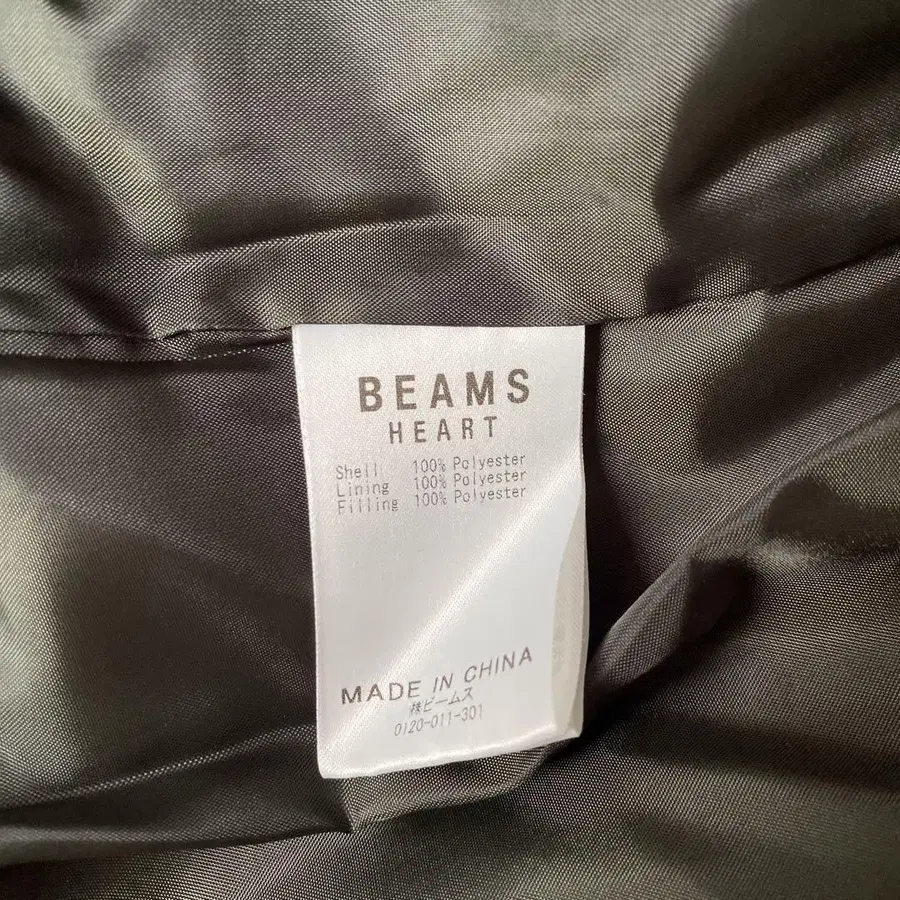 BEAMS
HEART
Shell 100% Polyester
Lining 100% Polyester
Filling 100% Polyester
MADE IN CHINA
㈱ビームス
0120-011-301